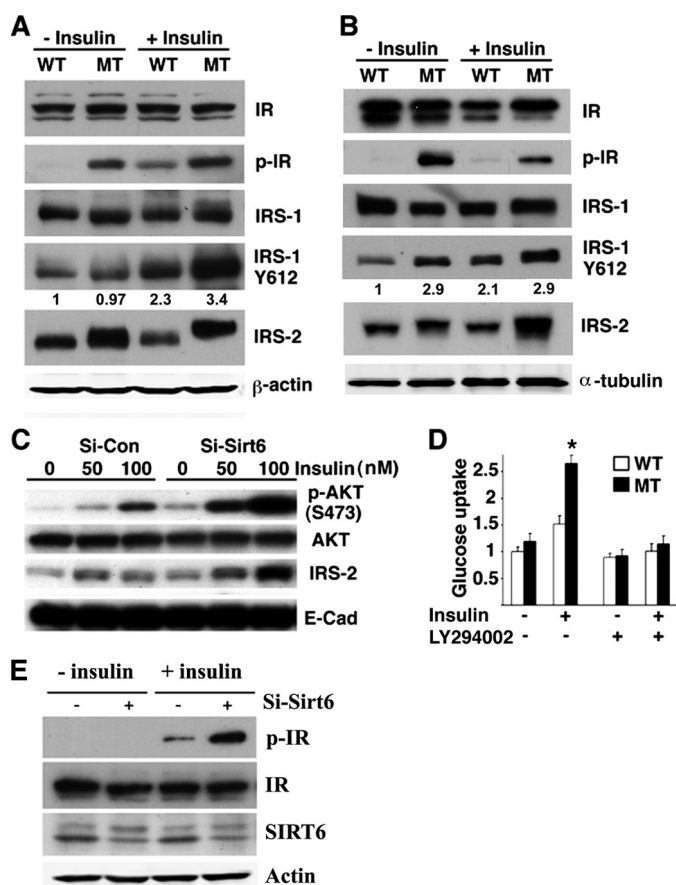 A
- Insulin + Insulin
WT MT WT MT
IR
p-IR
IRS-1
IRS-1
Y612
1 0.97 2.3 3.4
IRS-2
β-actin
B
- Insulin + Insulin
WT MT WT MT
IR
p-IR
IRS-1
IRS-1
Y612
1 2.9 2.1 2.9
IRS-2
α-tubulin
C
Si-Con Si-Sirt6
0 50 100 0 50 100 Insulin (nM)
p-AKT
(S473)
AKT
IRS-2
E-Cad
D
Glucose uptake
2.5
2
1.5
1
0.5
*
WT
MT
Insulin - + - +
LY294002 - - + +
E
- insulin + insulin
- + - + Si-Sirt6
p-IR
IR
SIRT6
Actin